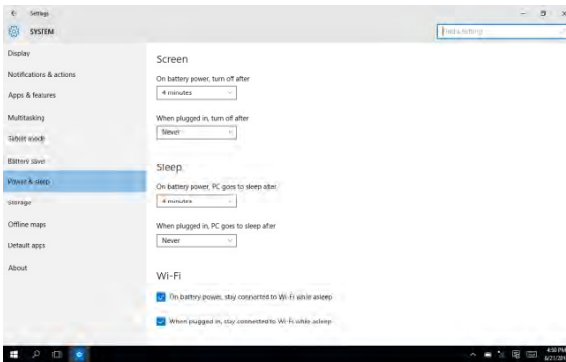 Settings
SYSTEM
Find a setting
Display
Notifications & actions
Apps & features
Multitasking
Tablet mode
Battery saver
Power & sleep
Storage
Offline maps
Default apps
About
Screen
On battery power, turn off after
4 minutes
When plugged in, turn off after
Never
Sleep
On battery power, PC goes to sleep after
4 minutes
When plugged in, PC goes to sleep after
Never
Wi-Fi
On battery power, stay connected to Wi-Fi while asleep
When plugged in, stay connected to Wi-Fi while asleep
4:50 PM